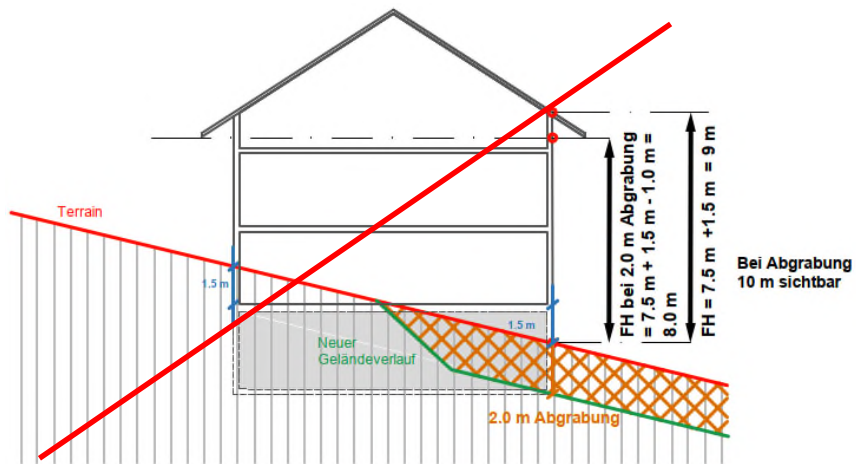 Terrain
1.5 m
1.5 m
Neuer
Geländeverlauf
2.0 m Abgrabung
FH bei 2.0 m Abgrabung
= 7.5 m + 1.5 m - 1.0 m =
8.0 m
FH = 7.5 m +1.5 m = 9 m
Bei Abgrabung
10 m sichtbar